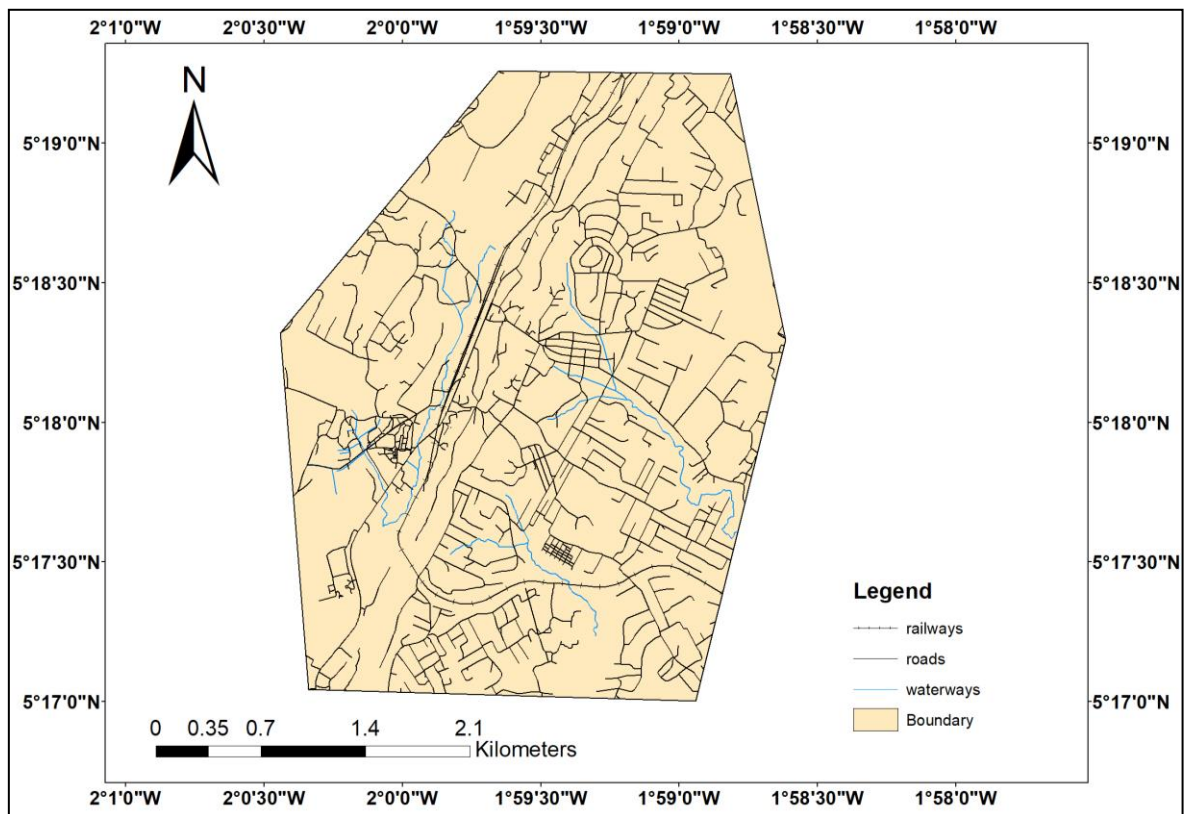 2°1'0"W 2°0'30"W 2°0'0"W 1°59'30"W 1°59'0"W 1°58'30"W 1°58'0"W
N
5°19'0"N 5°19'0"N
5°18'30"N 5°18'30"N
5°18'0"N 5°18'0"N
5°17'30"N 5°17'30"N
Legend
railways
roads
waterways
Boundary
5°17'0"N 5°17'0"N
0 0.35 0.7 1.4 2.1
Kilometers
2°1'0"W 2°0'30"W 2°0'0"W 1°59'30"W 1°59'0"W 1°58'30"W 1°58'0"W